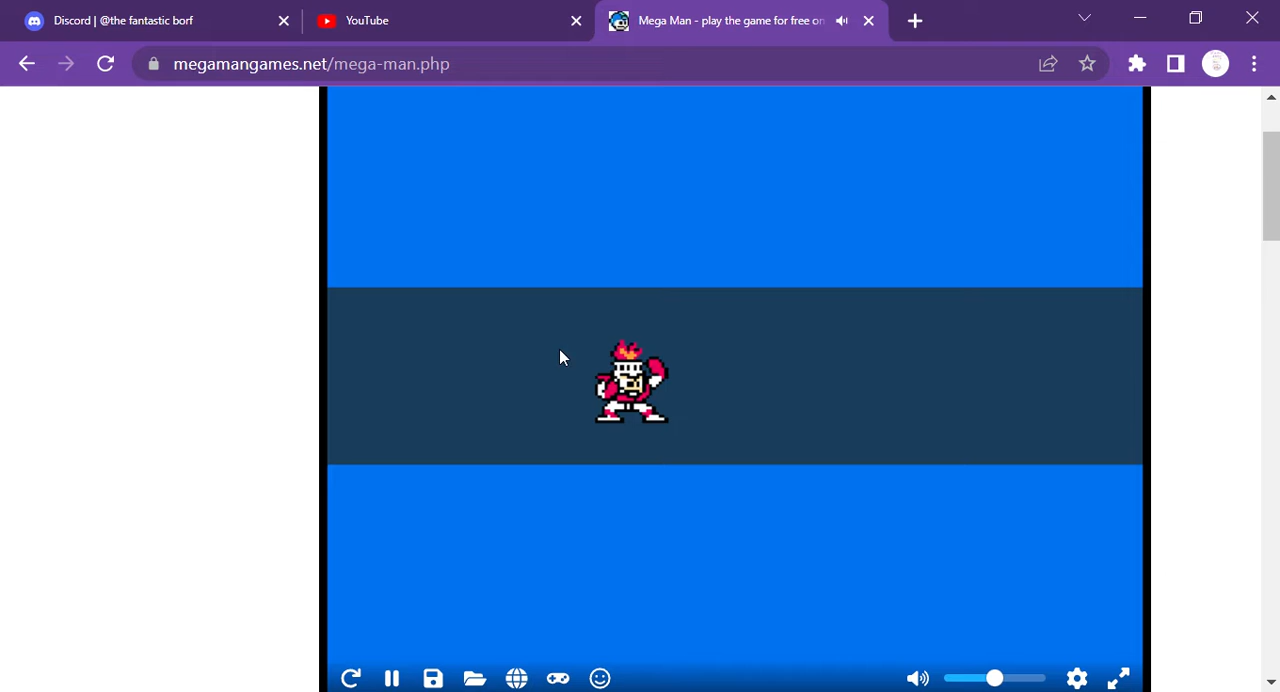 Discord | @the fantastic borf
YouTube
Mega Man - play the game for free on
megamangames.net/mega-man.php